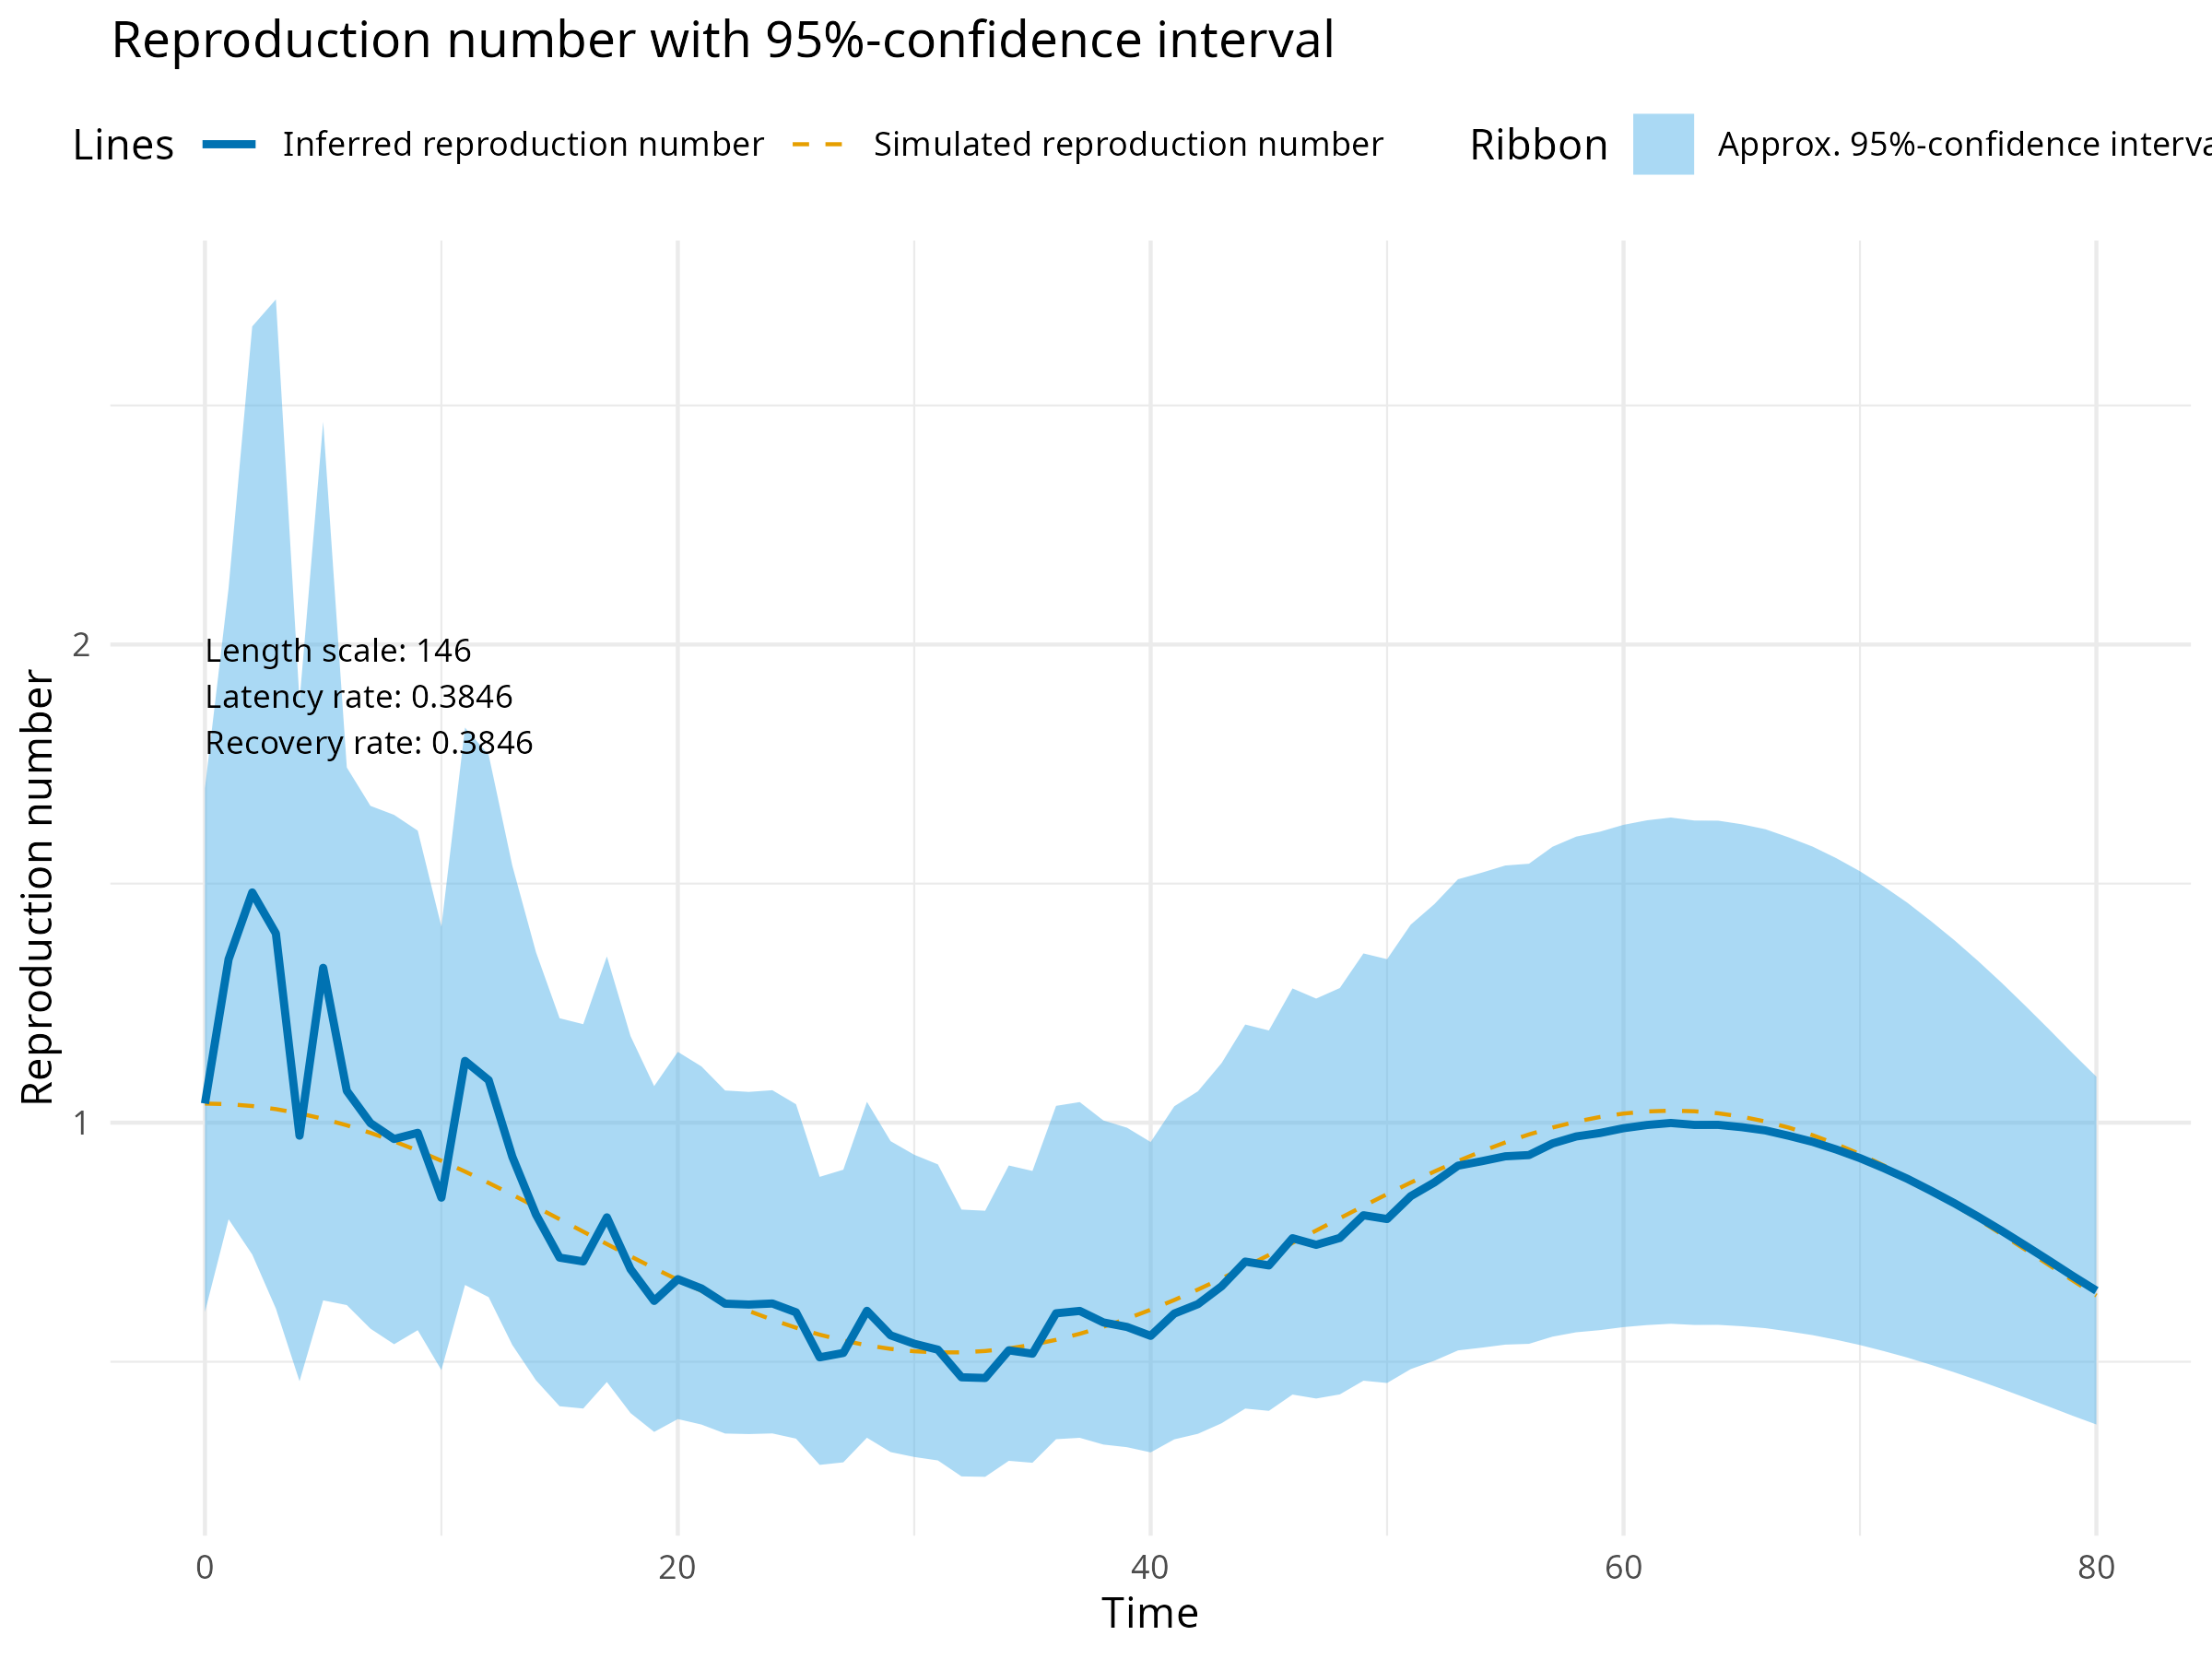 Reproduction number with 95%-confidence interval
Lines Inferred reproduction number Simulated reproduction number Ribbon Approx. 95%-confidence
Reproduction number
2
1
Length scale: 146
Latency rate: 0.3846
Recovery rate: 0.3846
0 20 40 60 80
Time